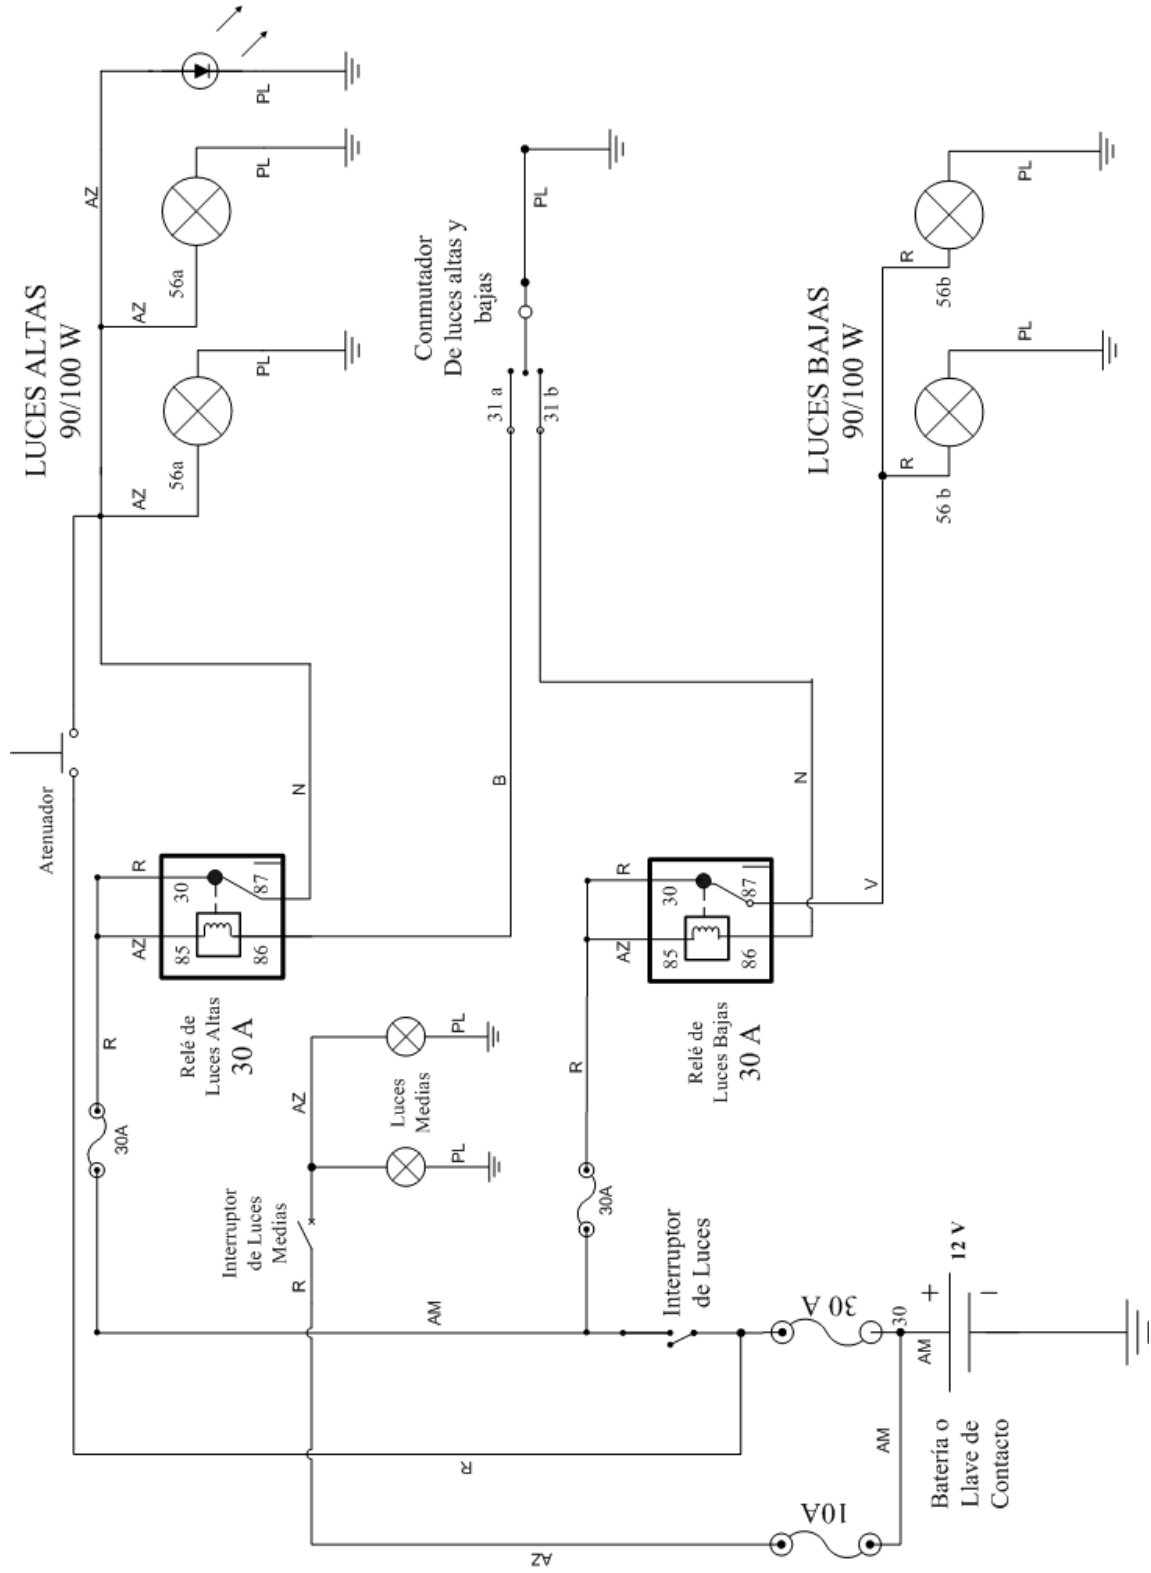 LUCES ALTAS
90/100 W
AZ
AZ
56a
PL
AZ
56a
PL
PL
Atenuador
R
AZ
30
87
85
86
N
Relé de
Luces Altas
30 A
R
30A
B
Conmutador
De luces altas y
bajas
31 a
31 b
PL
LUCES BAJAS
90/100 W
R
56 b
PL
R
56b
PL
N
V
R
AZ
30
87
85
86
Relé de
Luces Bajas
30 A
R
30A
AZ
Luces
Medias
PL
PL
Interruptor
de Luces
Medias
R
AM
Interruptor
de Luces
30 A
30
AM
+
−
12 V
R
AM
10A
AZ
Batería o
Llave de
Contacto